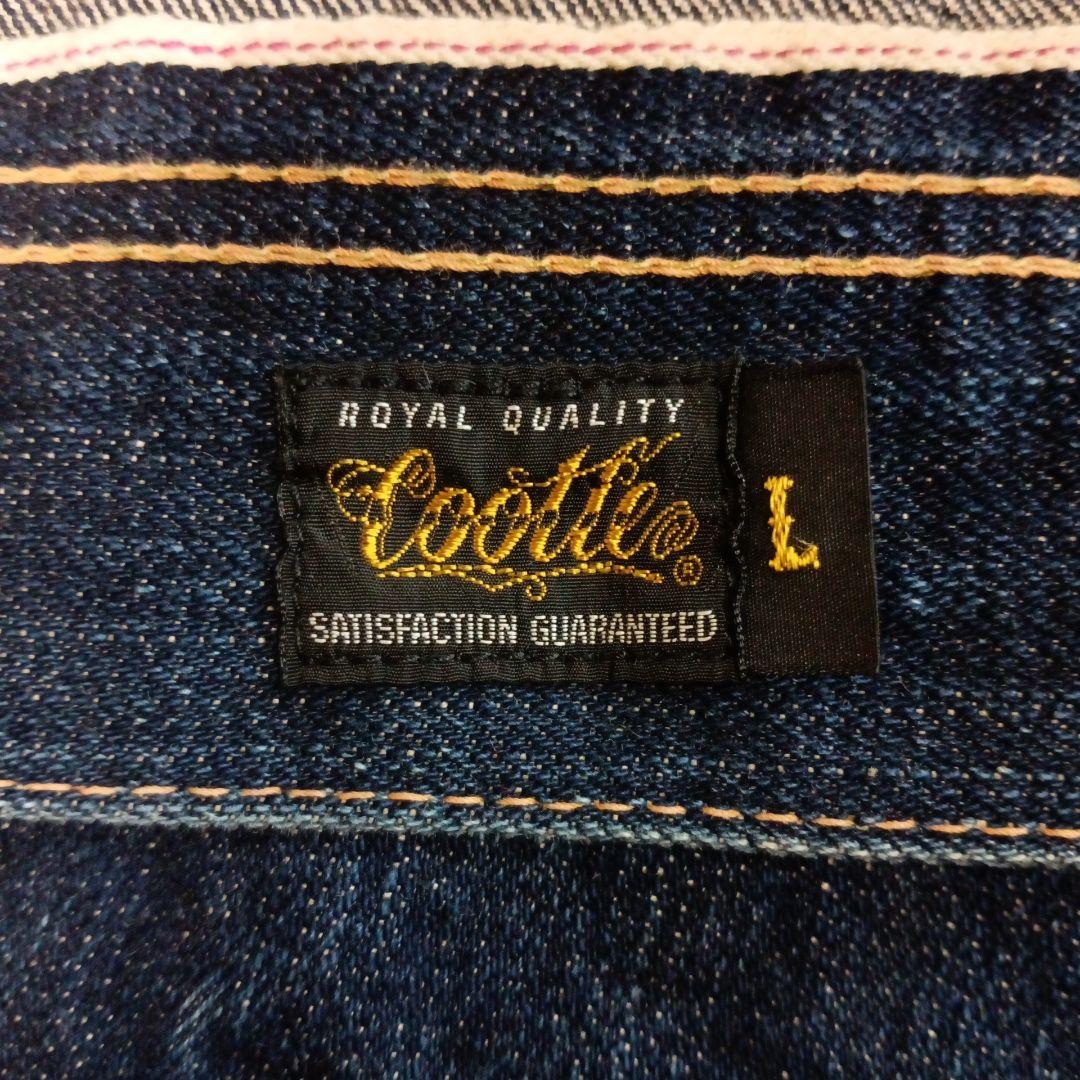 ROYAL QUALITY
Cootie
®
SATISFACTION GUARANTEED
L